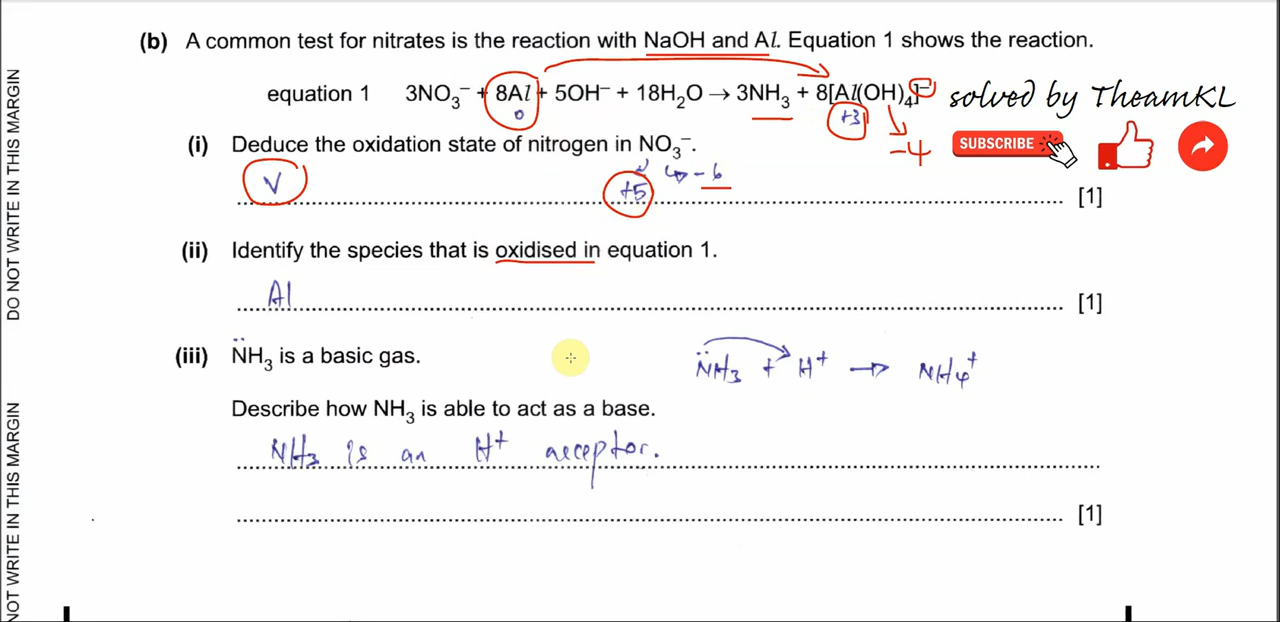 (b) A common test for nitrates is the reaction with NaOH and Al. Equation 1 shows the reaction.
equation 1 3NO₃⁻ + 8Al + 5OH⁻ + 18H₂O → 3NH₃ + 8[Al(OH)₄]⁻ solved by TheamKL
0 +3
-4
SUBSCRIBE
(i) Deduce the oxidation state of nitrogen in NO₃⁻.
V +5 ↳ -6
[1]
(ii) Identify the species that is oxidised in equation 1.
Al
[1]
(iii) N̈H₃ is a basic gas.
N̈H₃ + H⁺ → NH₄⁺
Describe how NH₃ is able to act as a base.
NH₃ is an H⁺ acceptor.
[1]
DO NOT WRITE IN THIS MARGIN
NOT WRITE IN THIS MARGIN